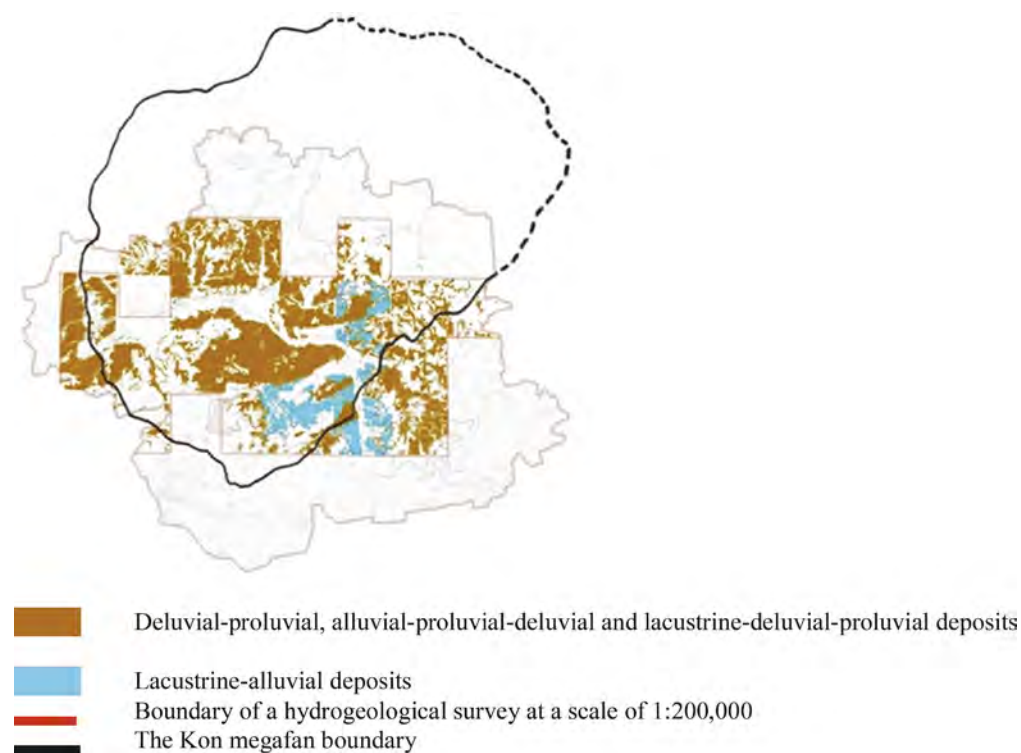 Deluvial-proluvial, alluvial-proluvial-deluvial and lacustrine-deluvial-proluvial deposits
Lacustrine-alluvial deposits
Boundary of a hydrogeological survey at a scale of 1:200,000
The Kon megafan boundary